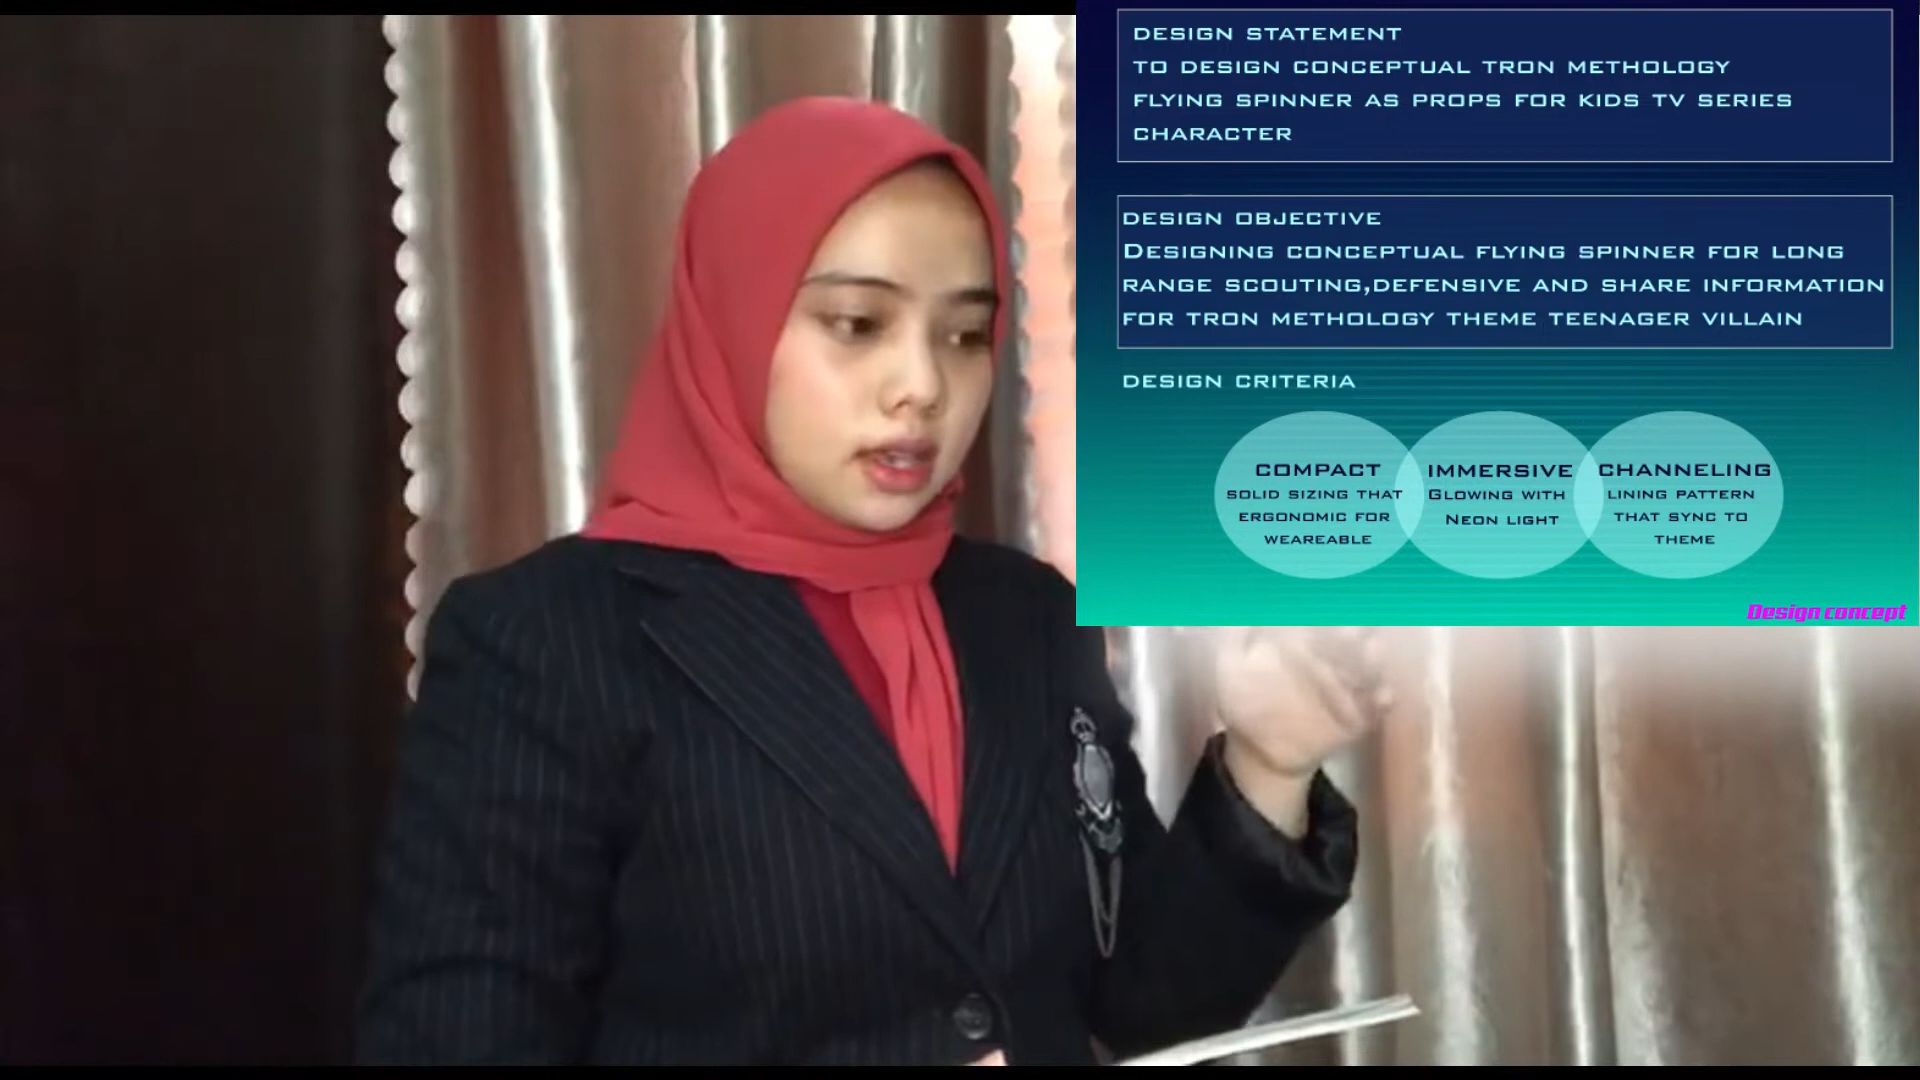 DESIGN STATEMENT
TO DESIGN CONCEPTUAL TRON METHOLOGY
FLYING SPINNER AS PROPS FOR KIDS TV SERIES
CHARACTER
DESIGN OBJECTIVE
DESIGNING CONCEPTUAL FLYING SPINNER FOR LONG
RANGE SCOUTING,DEFENSIVE AND SHARE INFORMATION
FOR TRON METHOLOGY THEME TEENAGER VILLAIN
DESIGN CRITERIA
COMPACT
SOLID SIZING THAT
ERGONOMIC FOR
WEAREABLE
IMMERSIVE
GLOWING WITH
NEON LIGHT
CHANNELING
LINING PATTERN
THAT SYNC TO
THEME
Design concept